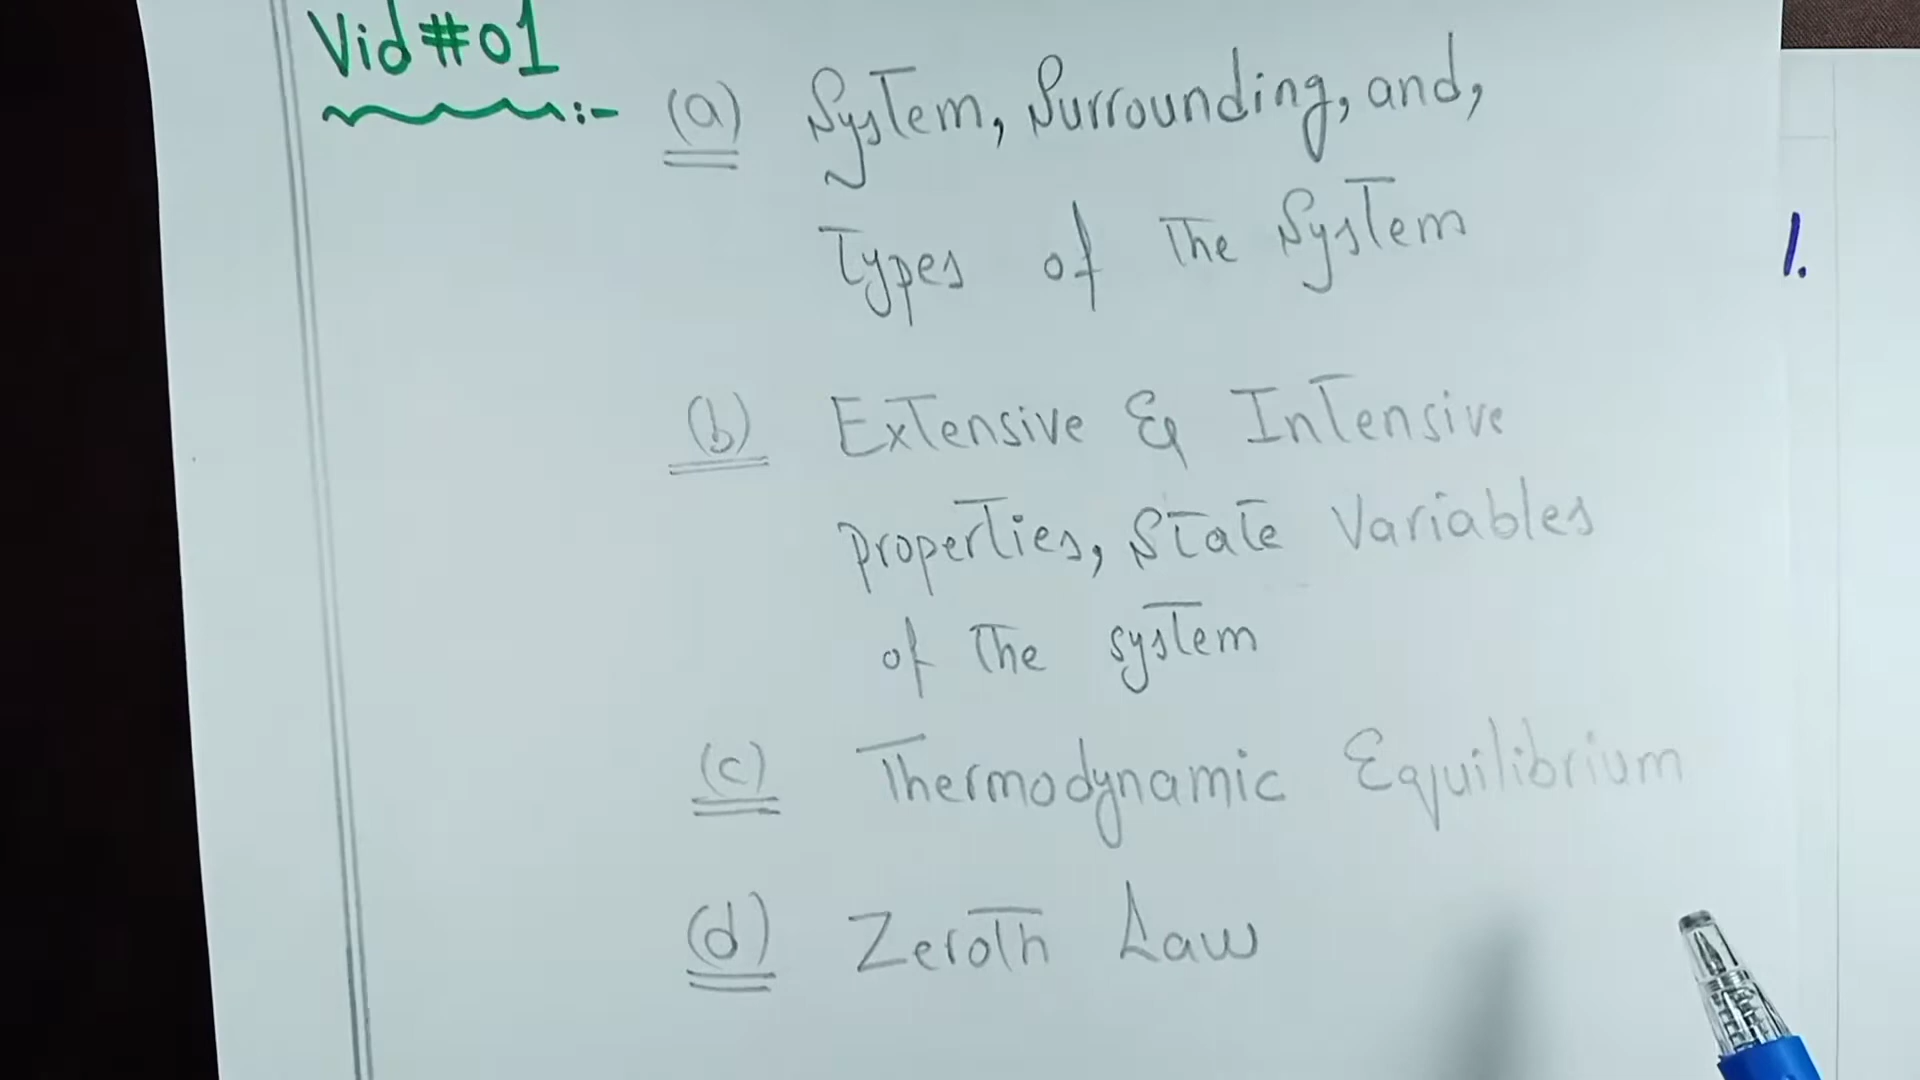 Vid#01
:-
(a) System, Surrounding, and,
Types of The System
1.
(b) Extensive & Intensive
properties, State Variables
of The system
(c) Thermodynamic Equilibrium
(d) Zeroth Law